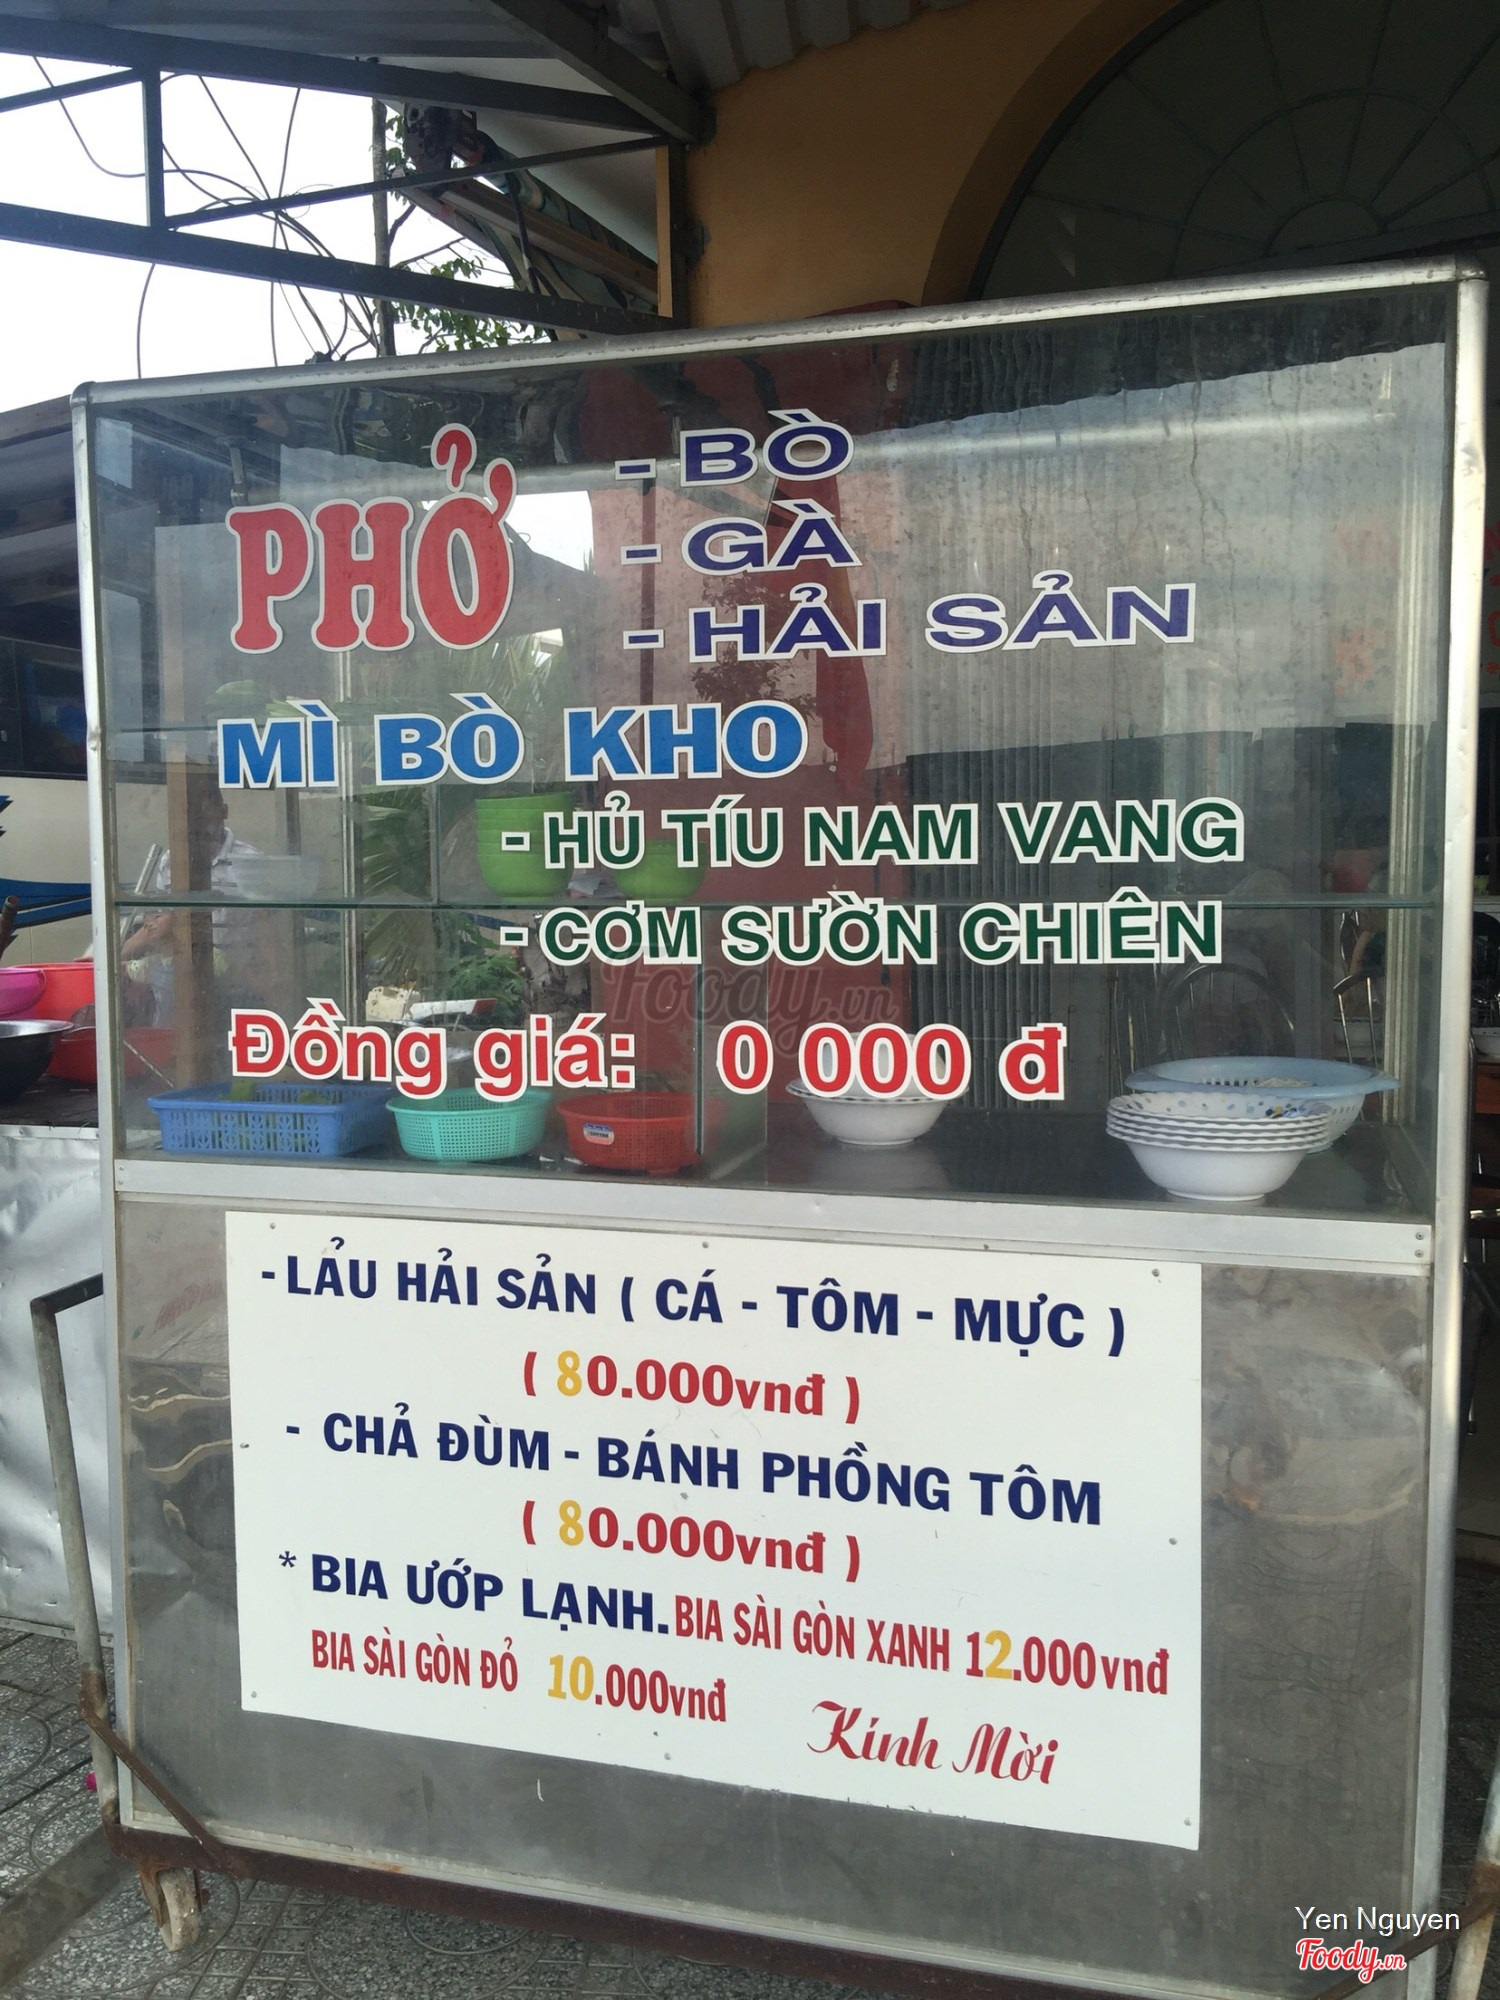 PHỞ - BÒ
- GÀ
- HẢI SẢN
MÌ BÒ KHO
- HỦ TÍU NAM VANG
- CƠM SƯỜN CHIÊN
Foody.vn
Đồng giá: 0 000 đ
- LẨU HẢI SẢN ( CÁ - TÔM - MỰC )
( 80.000vnđ )
- CHẢ ĐÙM - BÁNH PHỒNG TÔM
( 80.000vnđ )
* BIA ƯỚP LẠNH. BIA SÀI GÒN XANH 12.000vnđ
BIA SÀI GÒN ĐỎ 10.000vnđ
Kính Mời
Yen Nguyen
Foody.vn